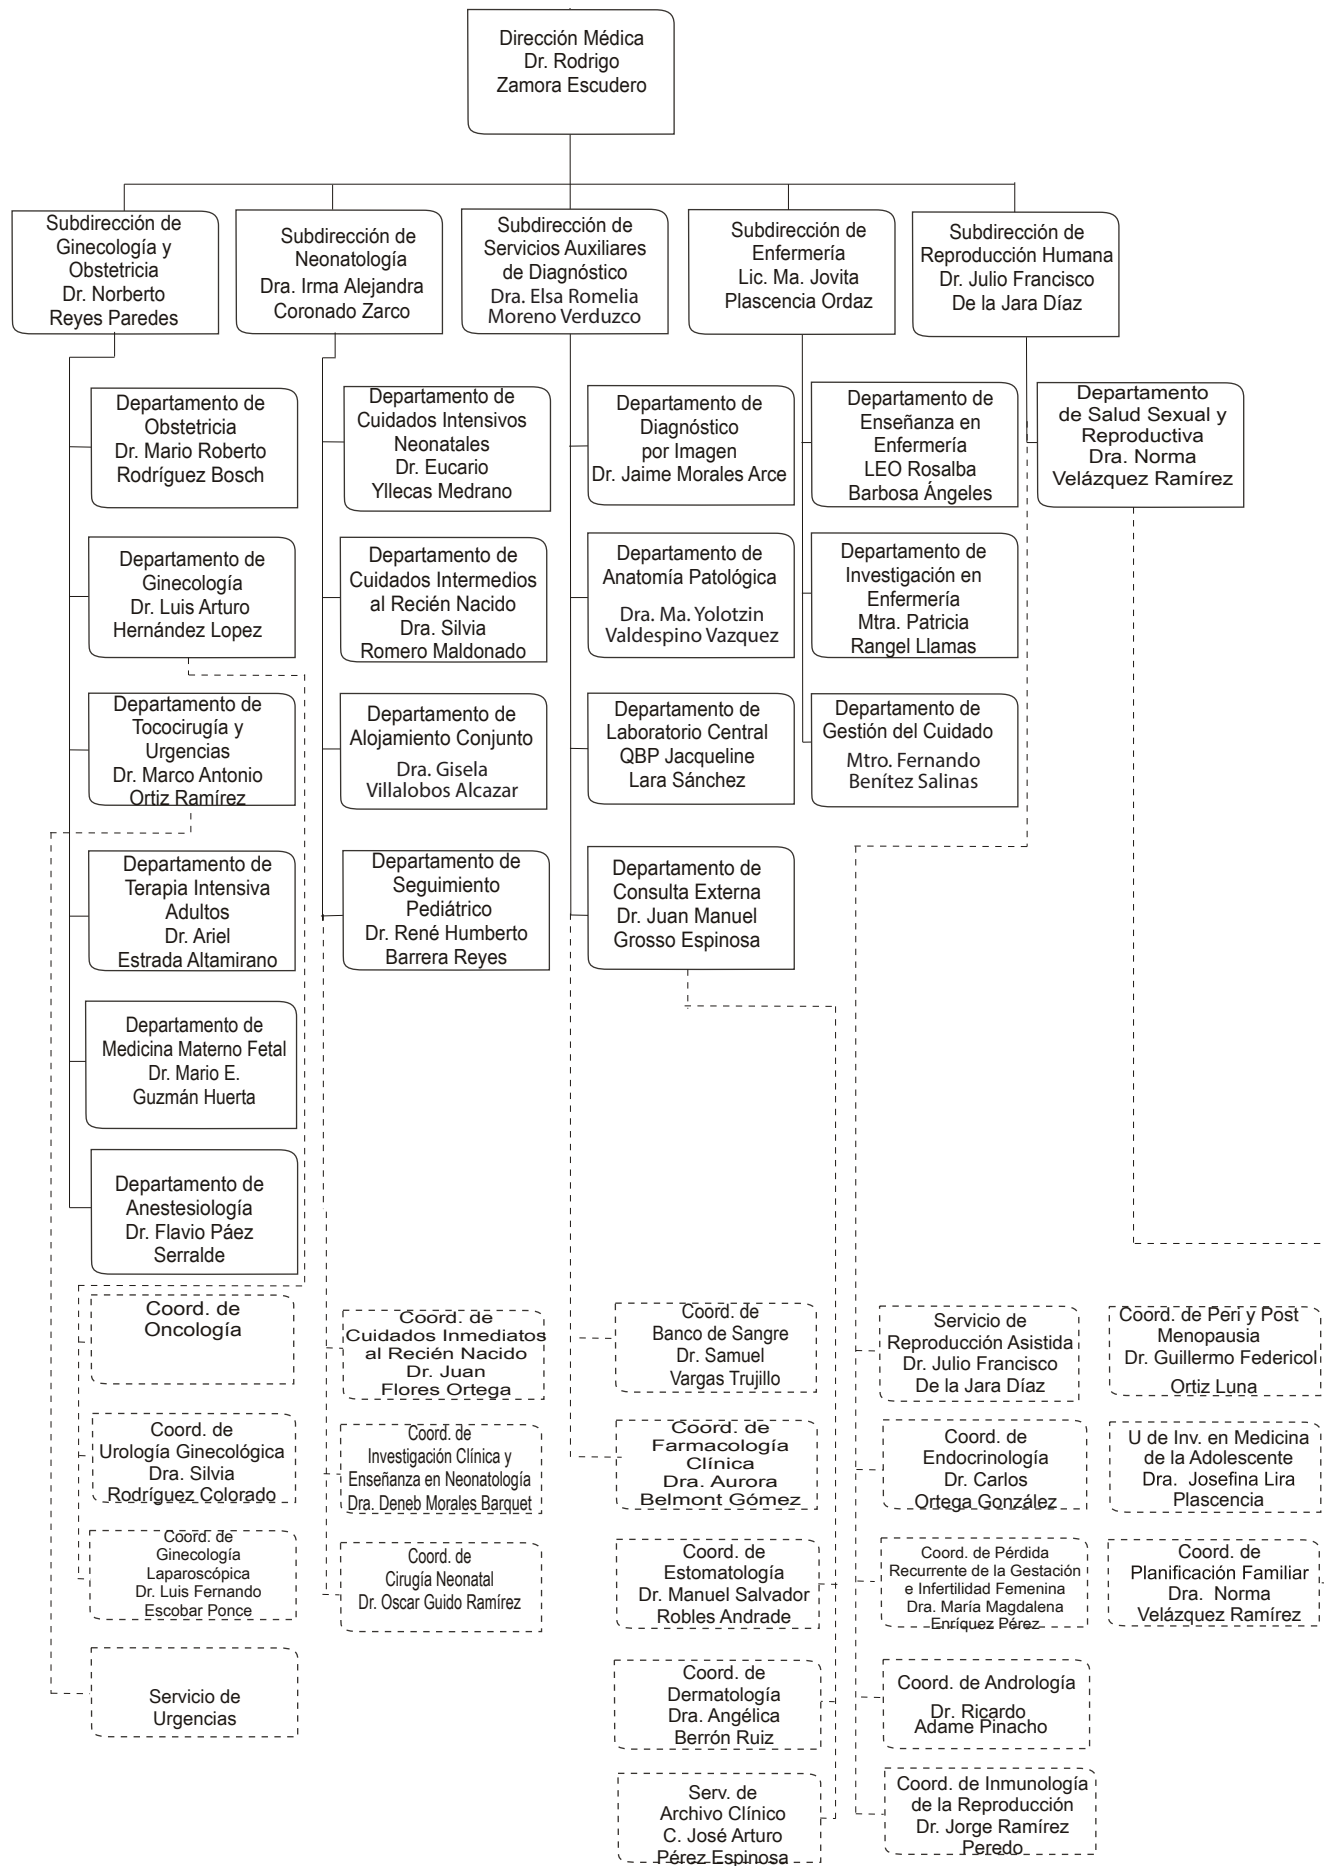 Dirección Médica
Dr. Rodrigo
Zamora Escudero
Subdirección de
Ginecología y
Obstetricia
Dr. Norberto
Reyes Paredes
Subdirección de
Neonatología
Dra. Irma Alejandra
Coronado Zarco
Subdirección de
Servicios Auxiliares
de Diagnóstico
Dra. Elsa Romelia
Moreno Verduzco
Subdirección de
Enfermería
Lic. Ma. Jovita
Plascencia Ordaz
Subdirección de
Reproducción Humana
Dr. Julio Francisco
De la Jara Díaz
Departamento de
Obstetricia
Dr. Mario Roberto
Rodríguez Bosch
Departamento de
Cuidados Intensivos
Neonatales
Dr. Eucario
Yllecas Medrano
Departamento de
Diagnóstico
por Imagen
Dr. Jaime Morales Arce
Departamento de
Enseñanza en
Enfermería
LEO Rosalba
Barbosa Ángeles
Departamento
de Salud Sexual y
Reproductiva
Dra. Norma
Velázquez Ramírez
Departamento de
Ginecología
Dr. Luis Arturo
Hernández Lopez
Departamento de
Cuidados Intermedios
al Recién Nacido
Dra. Silvia
Romero Maldonado
Departamento de
Anatomía Patológica
Dra. Ma. Yolotzin
Valdespino Vazquez
Departamento de
Investigación en
Enfermería
Mtra. Patricia
Rangel Llamas
Departamento de
Tococirugía y
Urgencias
Dr. Marco Antonio
Ortiz Ramírez
Departamento de
Alojamiento Conjunto
Dra. Gisela
Villalobos Alcazar
Departamento de
Laboratorio Central
QBP Jacqueline
Lara Sánchez
Departamento de
Gestión del Cuidado
Mtro. Fernando
Benítez Salinas
Departamento de
Terapia Intensiva
Adultos
Dr. Ariel
Estrada Altamirano
Departamento de
Seguimiento
Pediátrico
Dr. René Humberto
Barrera Reyes
Departamento de
Consulta Externa
Dr. Juan Manuel
Grosso Espinosa
Departamento de
Medicina Materno Fetal
Dr. Mario E.
Guzmán Huerta
Departamento de
Anestesiología
Dr. Flavio Páez
Serralde
Coord. de
Oncología
Coord. de
Cuidados Inmediatos
al Recién Nacido
Dr. Juan
Flores Ortega
Coord. de
Banco de Sangre
Dr. Samuel
Vargas Trujillo
Servicio de
Reproducción Asistida
Dr. Julio Francisco
De la Jara Díaz
Coord. de Peri y Post
Menopausia
Dr. Guillermo Federicol
Ortiz Luna
Coord. de
Urología Ginecológica
Dra. Silvia
Rodríguez Colorado
Coord. de
Investigación Clínica y
Enseñanza en Neonatología
Dra. Deneb Morales Barquet
Coord. de
Farmacología
Clínica
Dra. Aurora
Belmont Gómez
Coord. de
Endocrinología
Dr. Carlos
Ortega González
U de Inv. en Medicina
de la Adolescente
Dra. Josefina Lira
Plascencia
Coord. de
Ginecología
Laparoscópica
Dr. Luis Fernando
Escobar Ponce
Coord. de
Cirugía Neonatal
Dr. Oscar Guido Ramírez
Coord. de
Estomatología
Dr. Manuel Salvador
Robles Andrade
Coord. de Pérdida
Recurrente de la Gestación
e Infertilidad Femenina
Dra. María Magdalena
Enríquez Pérez
Coord. de
Planificación Familiar
Dra. Norma
Velázquez Ramírez
Servicio de
Urgencias
Coord. de
Dermatología
Dra. Angélica
Berrón Ruiz
Coord. de Andrología
Dr. Ricardo
Adame Pinacho
Serv. de
Archivo Clínico
C. José Arturo
Pérez Espinosa
Coord. de Inmunología
de la Reproducción
Dr. Jorge Ramírez
Peredo